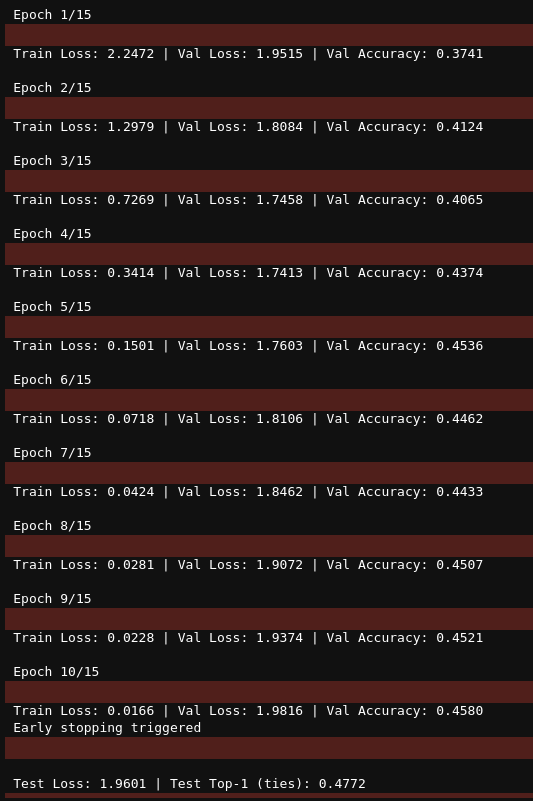 Epoch 1/15
Train Loss: 2.2472 | Val Loss: 1.9515 | Val Accuracy: 0.3741
Epoch 2/15
Train Loss: 1.2979 | Val Loss: 1.8084 | Val Accuracy: 0.4124
Epoch 3/15
Train Loss: 0.7269 | Val Loss: 1.7458 | Val Accuracy: 0.4065
Epoch 4/15
Train Loss: 0.3414 | Val Loss: 1.7413 | Val Accuracy: 0.4374
Epoch 5/15
Train Loss: 0.1501 | Val Loss: 1.7603 | Val Accuracy: 0.4536
Epoch 6/15
Train Loss: 0.0718 | Val Loss: 1.8106 | Val Accuracy: 0.4462
Epoch 7/15
Train Loss: 0.0424 | Val Loss: 1.8462 | Val Accuracy: 0.4433
Epoch 8/15
Train Loss: 0.0281 | Val Loss: 1.9072 | Val Accuracy: 0.4507
Epoch 9/15
Train Loss: 0.0228 | Val Loss: 1.9374 | Val Accuracy: 0.4521
Epoch 10/15
Train Loss: 0.0166 | Val Loss: 1.9816 | Val Accuracy: 0.4580
Early stopping triggered
Test Loss: 1.9601 | Test Top-1 (ties): 0.4772